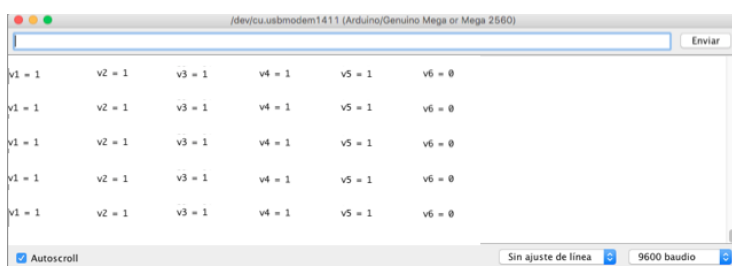 /dev/cu.usbmodem1411 (Arduino/Genuino Mega or Mega 2560)
Enviar
v1 = 1 v2 = 1 v3 = 1 v4 = 1 v5 = 1 v6 = 0
v1 = 1 v2 = 1 v3 = 1 v4 = 1 v5 = 1 v6 = 0
v1 = 1 v2 = 1 v3 = 1 v4 = 1 v5 = 1 v6 = 0
v1 = 1 v2 = 1 v3 = 1 v4 = 1 v5 = 1 v6 = 0
v1 = 1 v2 = 1 v3 = 1 v4 = 1 v5 = 1 v6 = 0
Autoscroll Sin ajuste de línea 9600 baudio